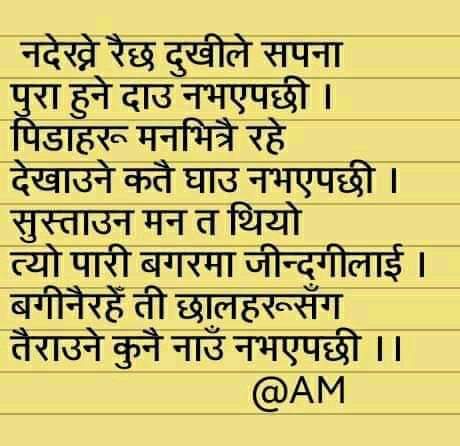 नदेख्ने रैछ दुखीले सपना
पुरा हुने दाउ नभएपछी ।
पिडाहरू मनभित्रै रहे
देखाउने कतै घाउ नभएपछी ।
सुस्ताउन मन त थियो
त्यो पारी बगरमा जीन्दगीलाई ।
बगीनैरहेँ ती छालहरूसँग
तैराउने कुनै नाउँ नभएपछी ।।
@AM